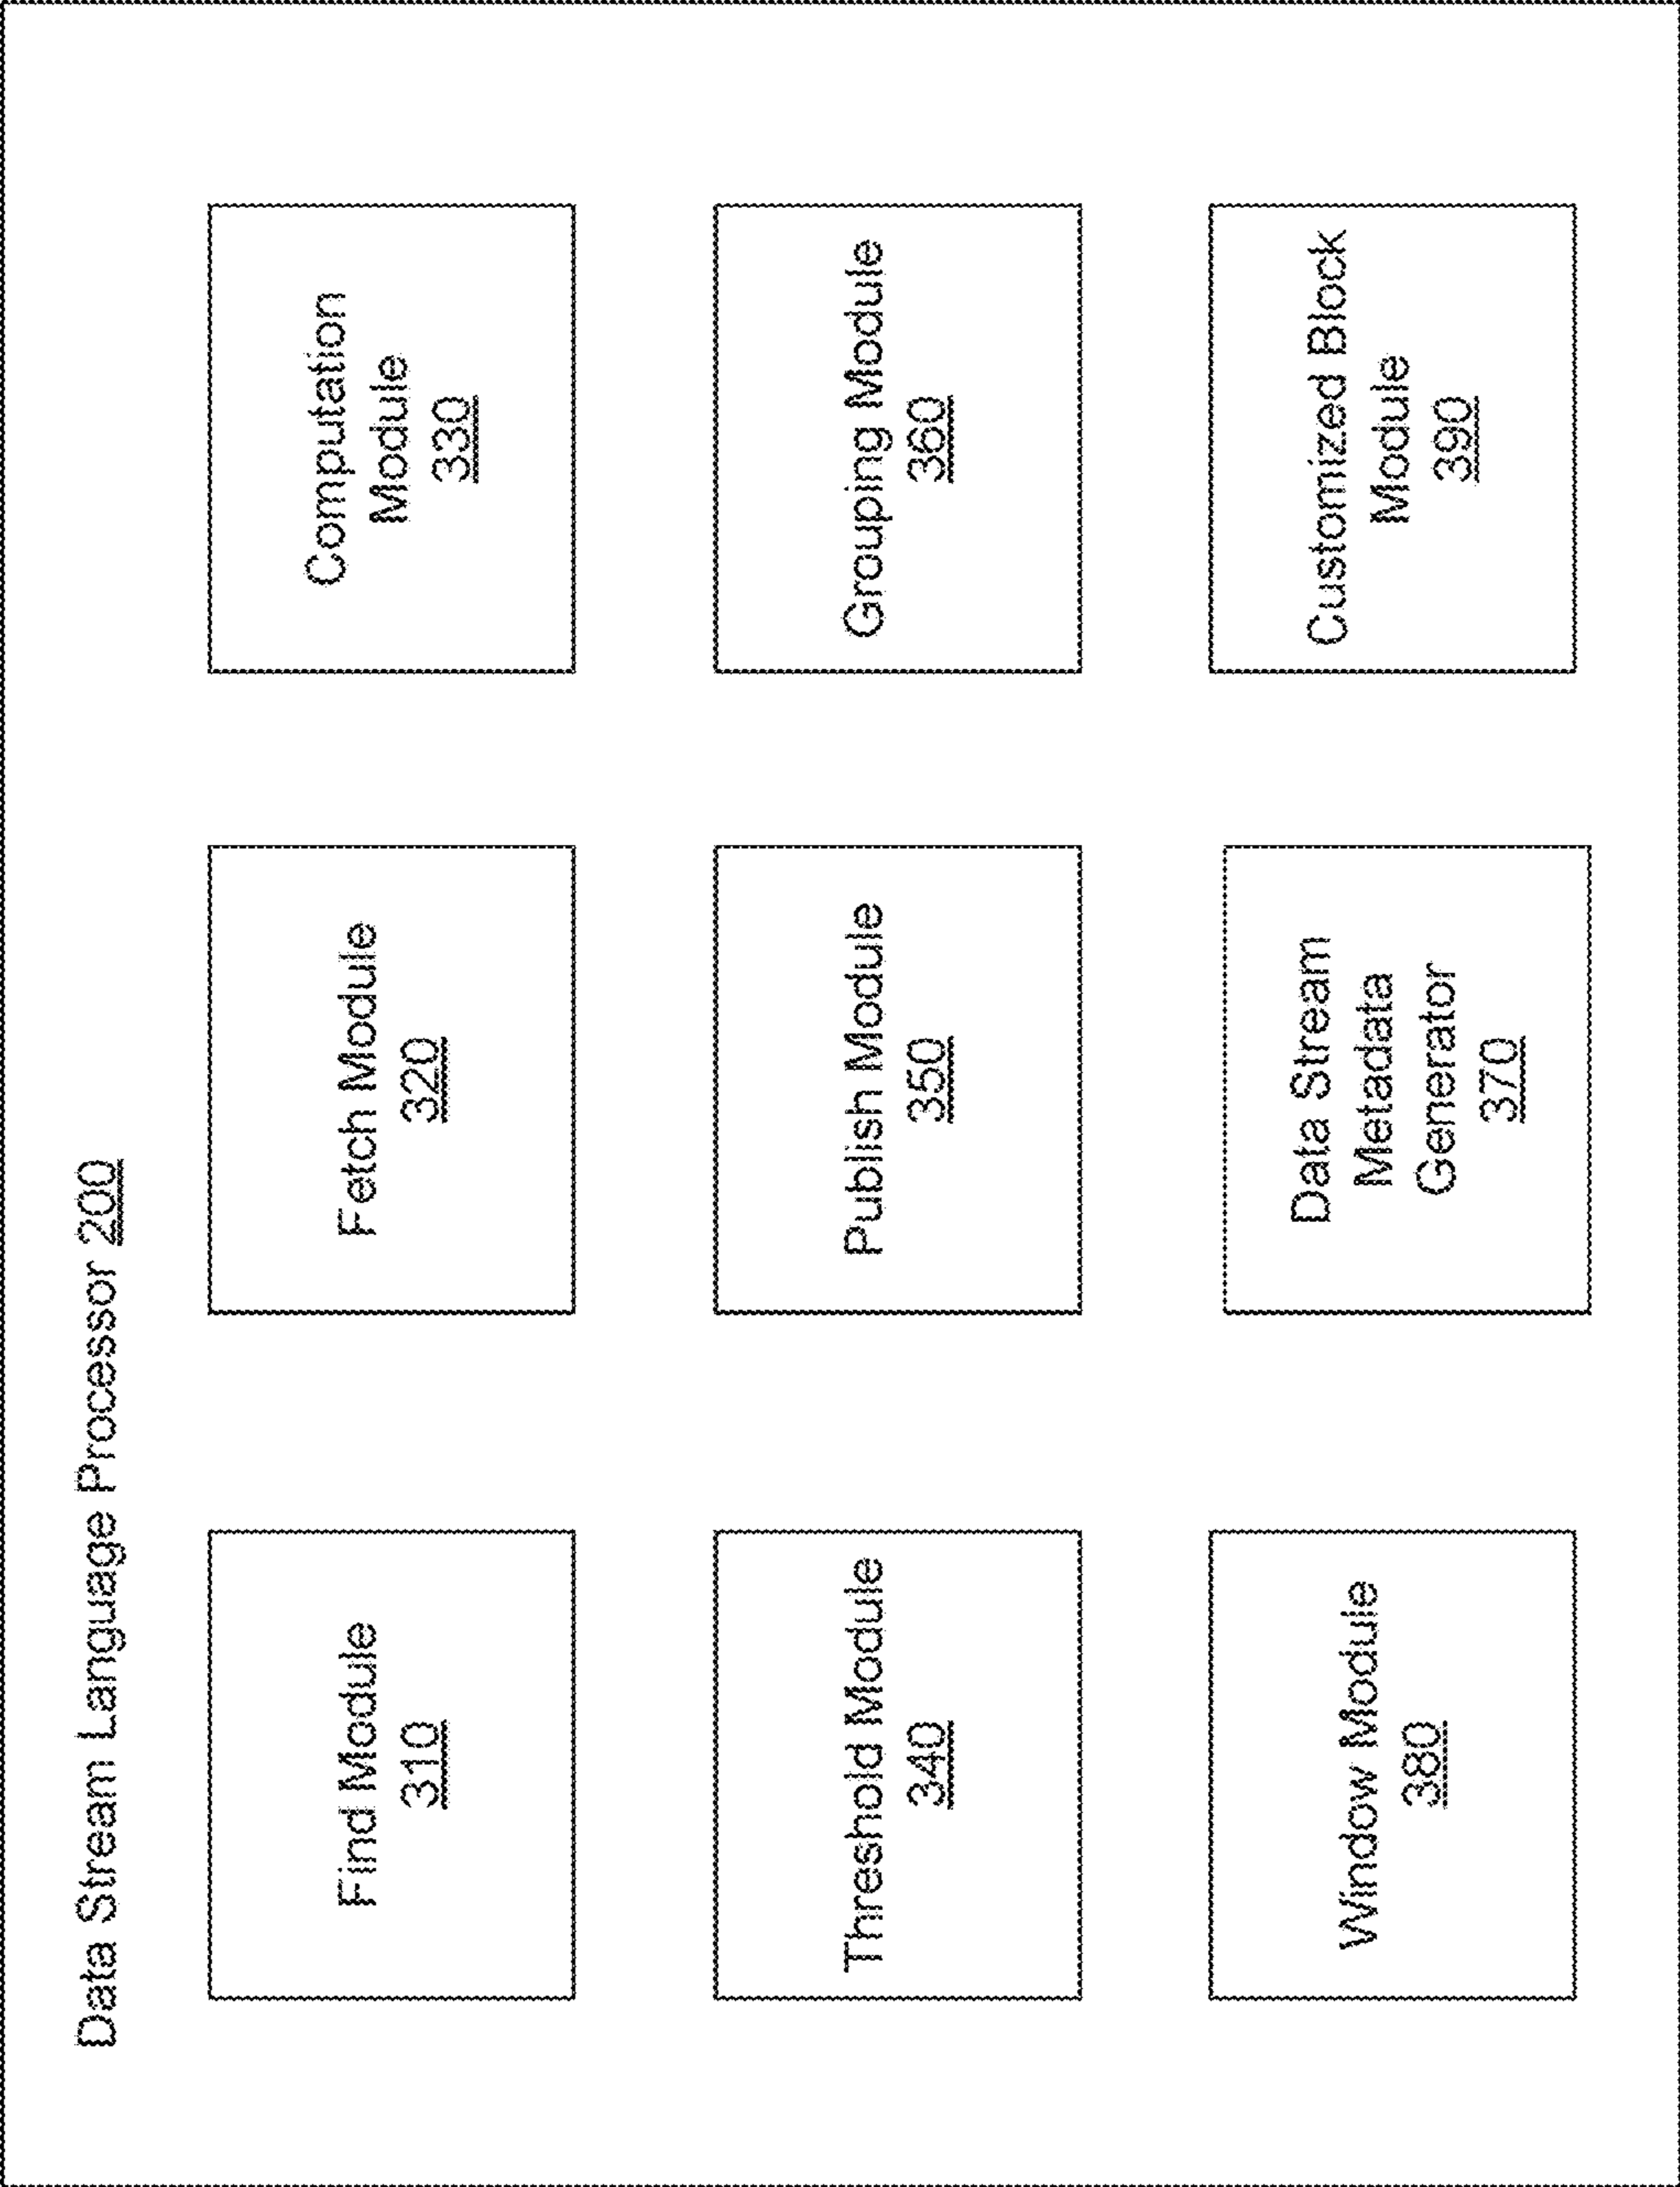 Data Stream Language Processor 200
Find Module
310
Fetch Module
320
Computation
Module
330
Threshold Module
340
Publish Module
350
Grouping Module
360
Window Module
380
Data Stream
Metadata
Generator
370
Customized Block
Module
390